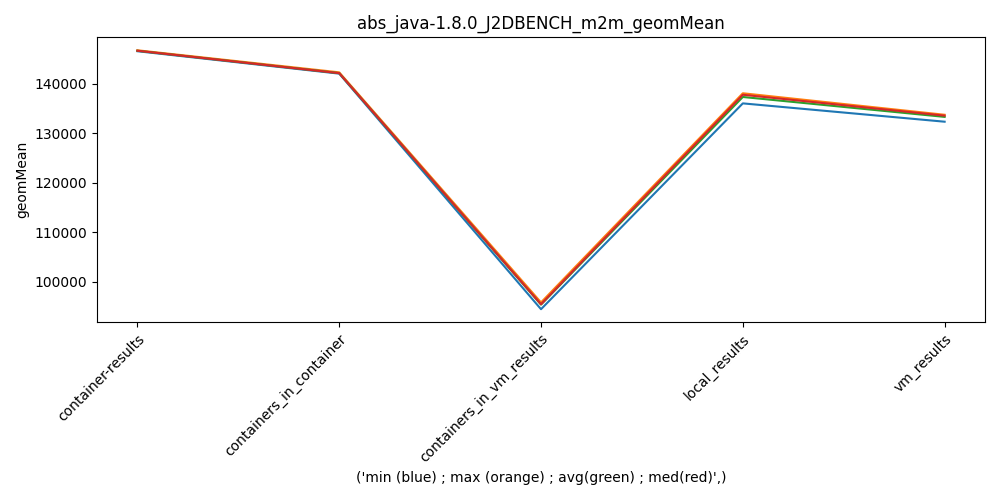 abs_java-1.8.0_J2DBENCH_m2m_geomMean
geomMean
140000
130000
120000
110000
100000
container-results
containers_in_container
containers_in_vm_results
local_results
vm_results
('min (blue) ; max (orange) ; avg(green) ; med(red)',)